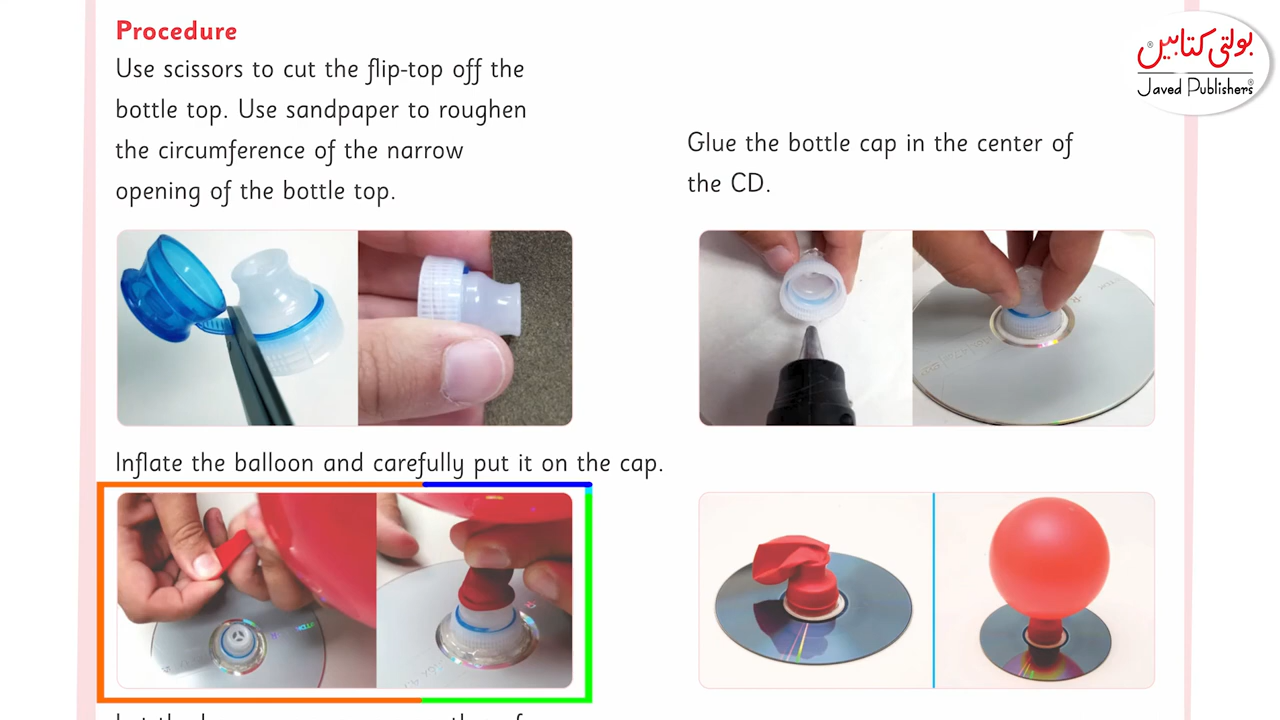 Procedure
Use scissors to cut the flip-top off the
bottle top. Use sandpaper to roughen
the circumference of the narrow
opening of the bottle top.
Glue the bottle cap in the center of
the CD.
Inflate the balloon and carefully put it on the cap.
بولتی کتابیں®
Javed Publishers®